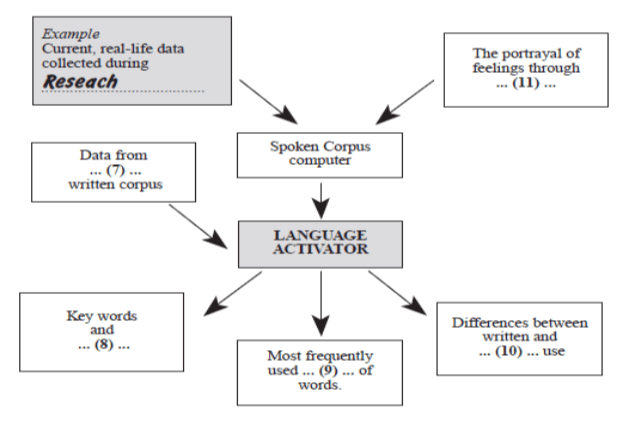 Example
Current, real-life data
collected during
Reseach
The portrayal of
feelings through
... (11) ...
Spoken Corpus
computer
Data from
... (7) ...
written corpus
LANGUAGE
ACTIVATOR
Key words
and
... (8) ...
Most frequently
used ... (9) ... of
words.
Differences between
written and
... (10) ... use